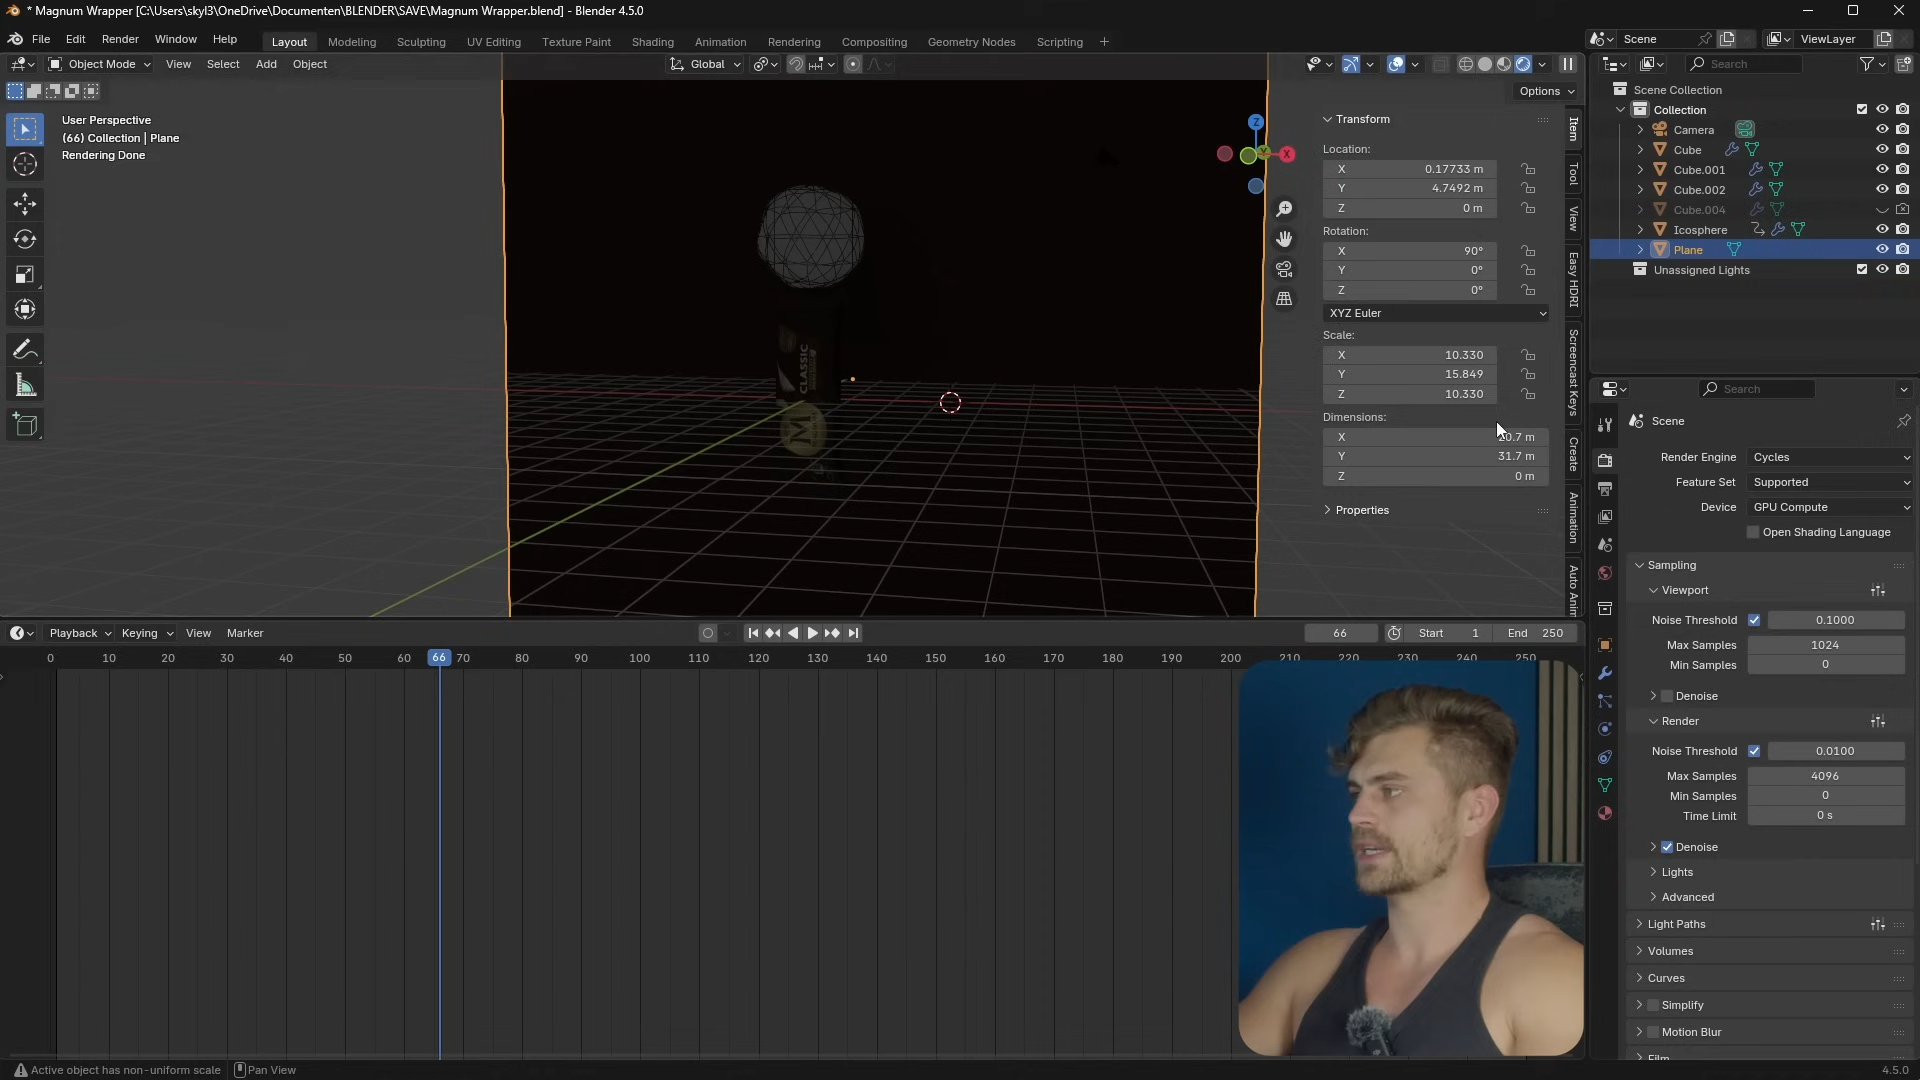 * Magnum Wrapper [C:\Users\skyl3\OneDrive\Documenten\BLENDER\SAVE\Magnum Wrapper.blend] - Blender 4.5.0
File Edit Render Window Help Layout Modeling Sculpting UV Editing Texture Paint Shading Animation Rendering Compositing Geometry Nodes Scripting + Scene ViewLayer
Object Mode View Select Add Object Global Search
Options
User Perspective
(66) Collection | Plane
Rendering Done
Z
Y
X
CLASSIC
M
Transform
Location:
X 0.17733 m
Y 4.7492 m
Z 0 m
Rotation:
X 90°
Y 0°
Z 0°
XYZ Euler
Scale:
X 10.330
Y 15.849
Z 10.330
Dimensions:
X 0.7 m
Y 31.7 m
Z 0 m
Properties
Item
Tool
View
Easy HDRI
Screencast Keys
Create
Animation
Auto Anim
Scene Collection
Collection
Camera
Cube
Cube.001
Cube.002
Cube.004
Icosphere
Plane
Unassigned Lights
Search
Scene
Render Engine Cycles
Feature Set Supported
Device GPU Compute
Open Shading Language
Sampling
Viewport
Noise Threshold 0.1000
Max Samples 1024
Min Samples 0
Denoise
Render
Noise Threshold 0.0100
Max Samples 4096
Min Samples 0
Time Limit 0 s
Denoise
Lights
Advanced
Light Paths
Volumes
Curves
Simplify
Motion Blur
Film
Playback Keying View Marker 66 Start 1 End 250
0 10 20 30 40 50 60 66 70 80 90 100 110 120 130 140 150 160 170 180 190 200 210 220 230 240 250
Active object has non-uniform scale Pan View 4.5.0